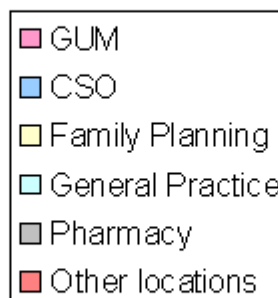 GUM
CSO
Family Planning
General Practice
Pharmacy
Other locations